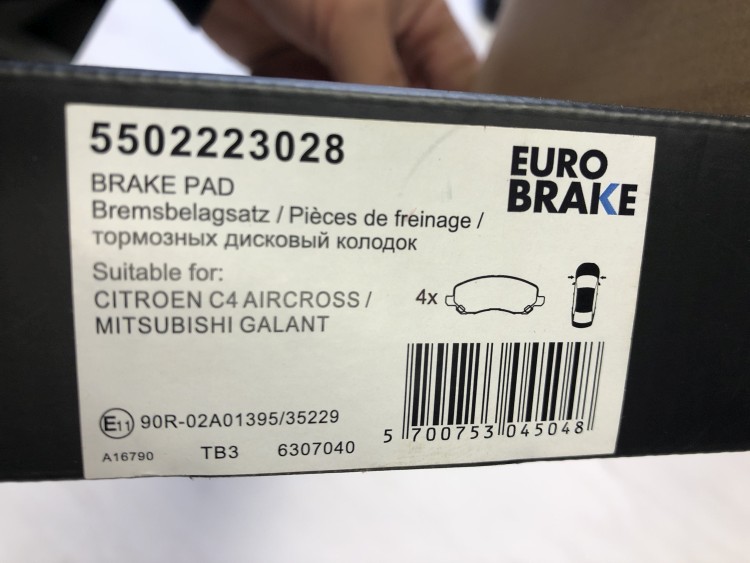 5502223028
BRAKE PAD
Bremsbelagsatz / Pièces de freinage /
тормозных дисковый колодок
Suitable for:
CITROEN C4 AIRCROSS /
MITSUBISHI GALANT
EURO
BRAKE
4x
E11 90R-02A01395/35229
A16790 TB3 6307040
5 700753 045048